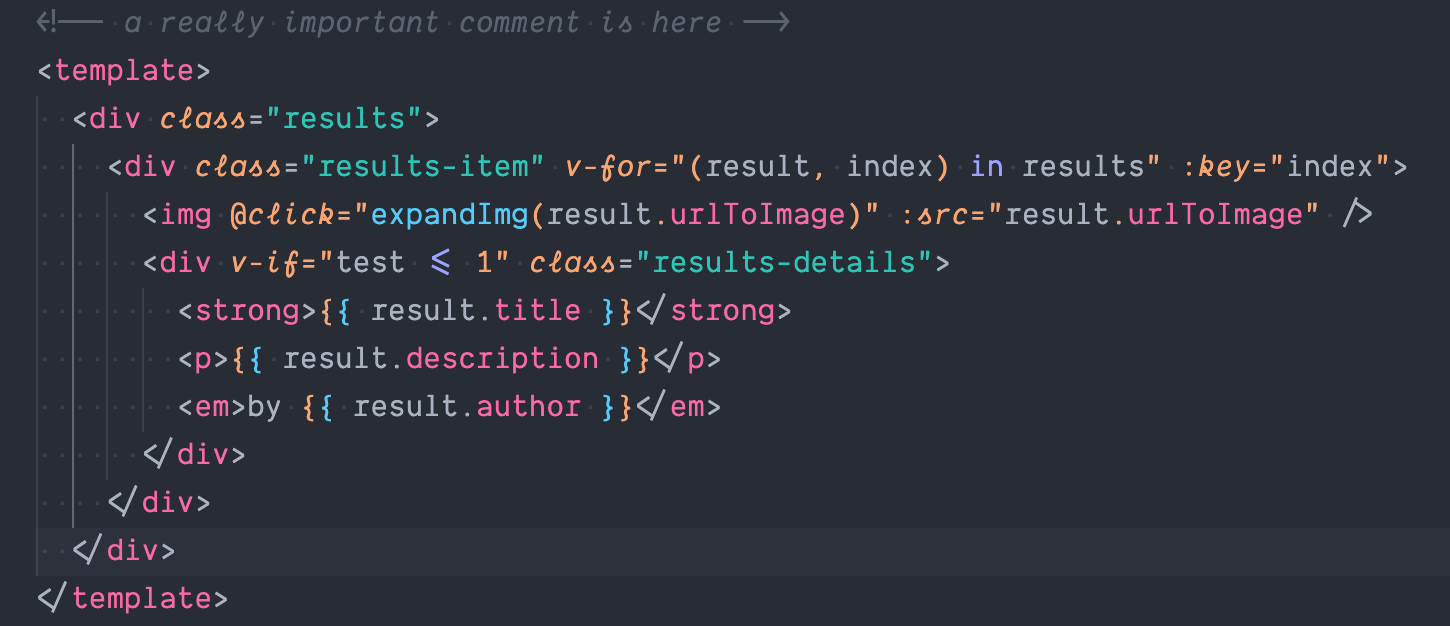 <!-- a really important comment is here -->
<template>
  <div class="results">
    <div class="results-item" v-for="(result, index) in results" :key="index">
      <img @click="expandImg(result.urlToImage)" :src="result.urlToImage" />
      <div v-if="test <= 1" class="results-details">
        <strong>{{ result.title }}</strong>
        <p>{{ result.description }}</p>
        <em>by {{ result.author }}</em>
      </div>
    </div>
  </div>
</template>